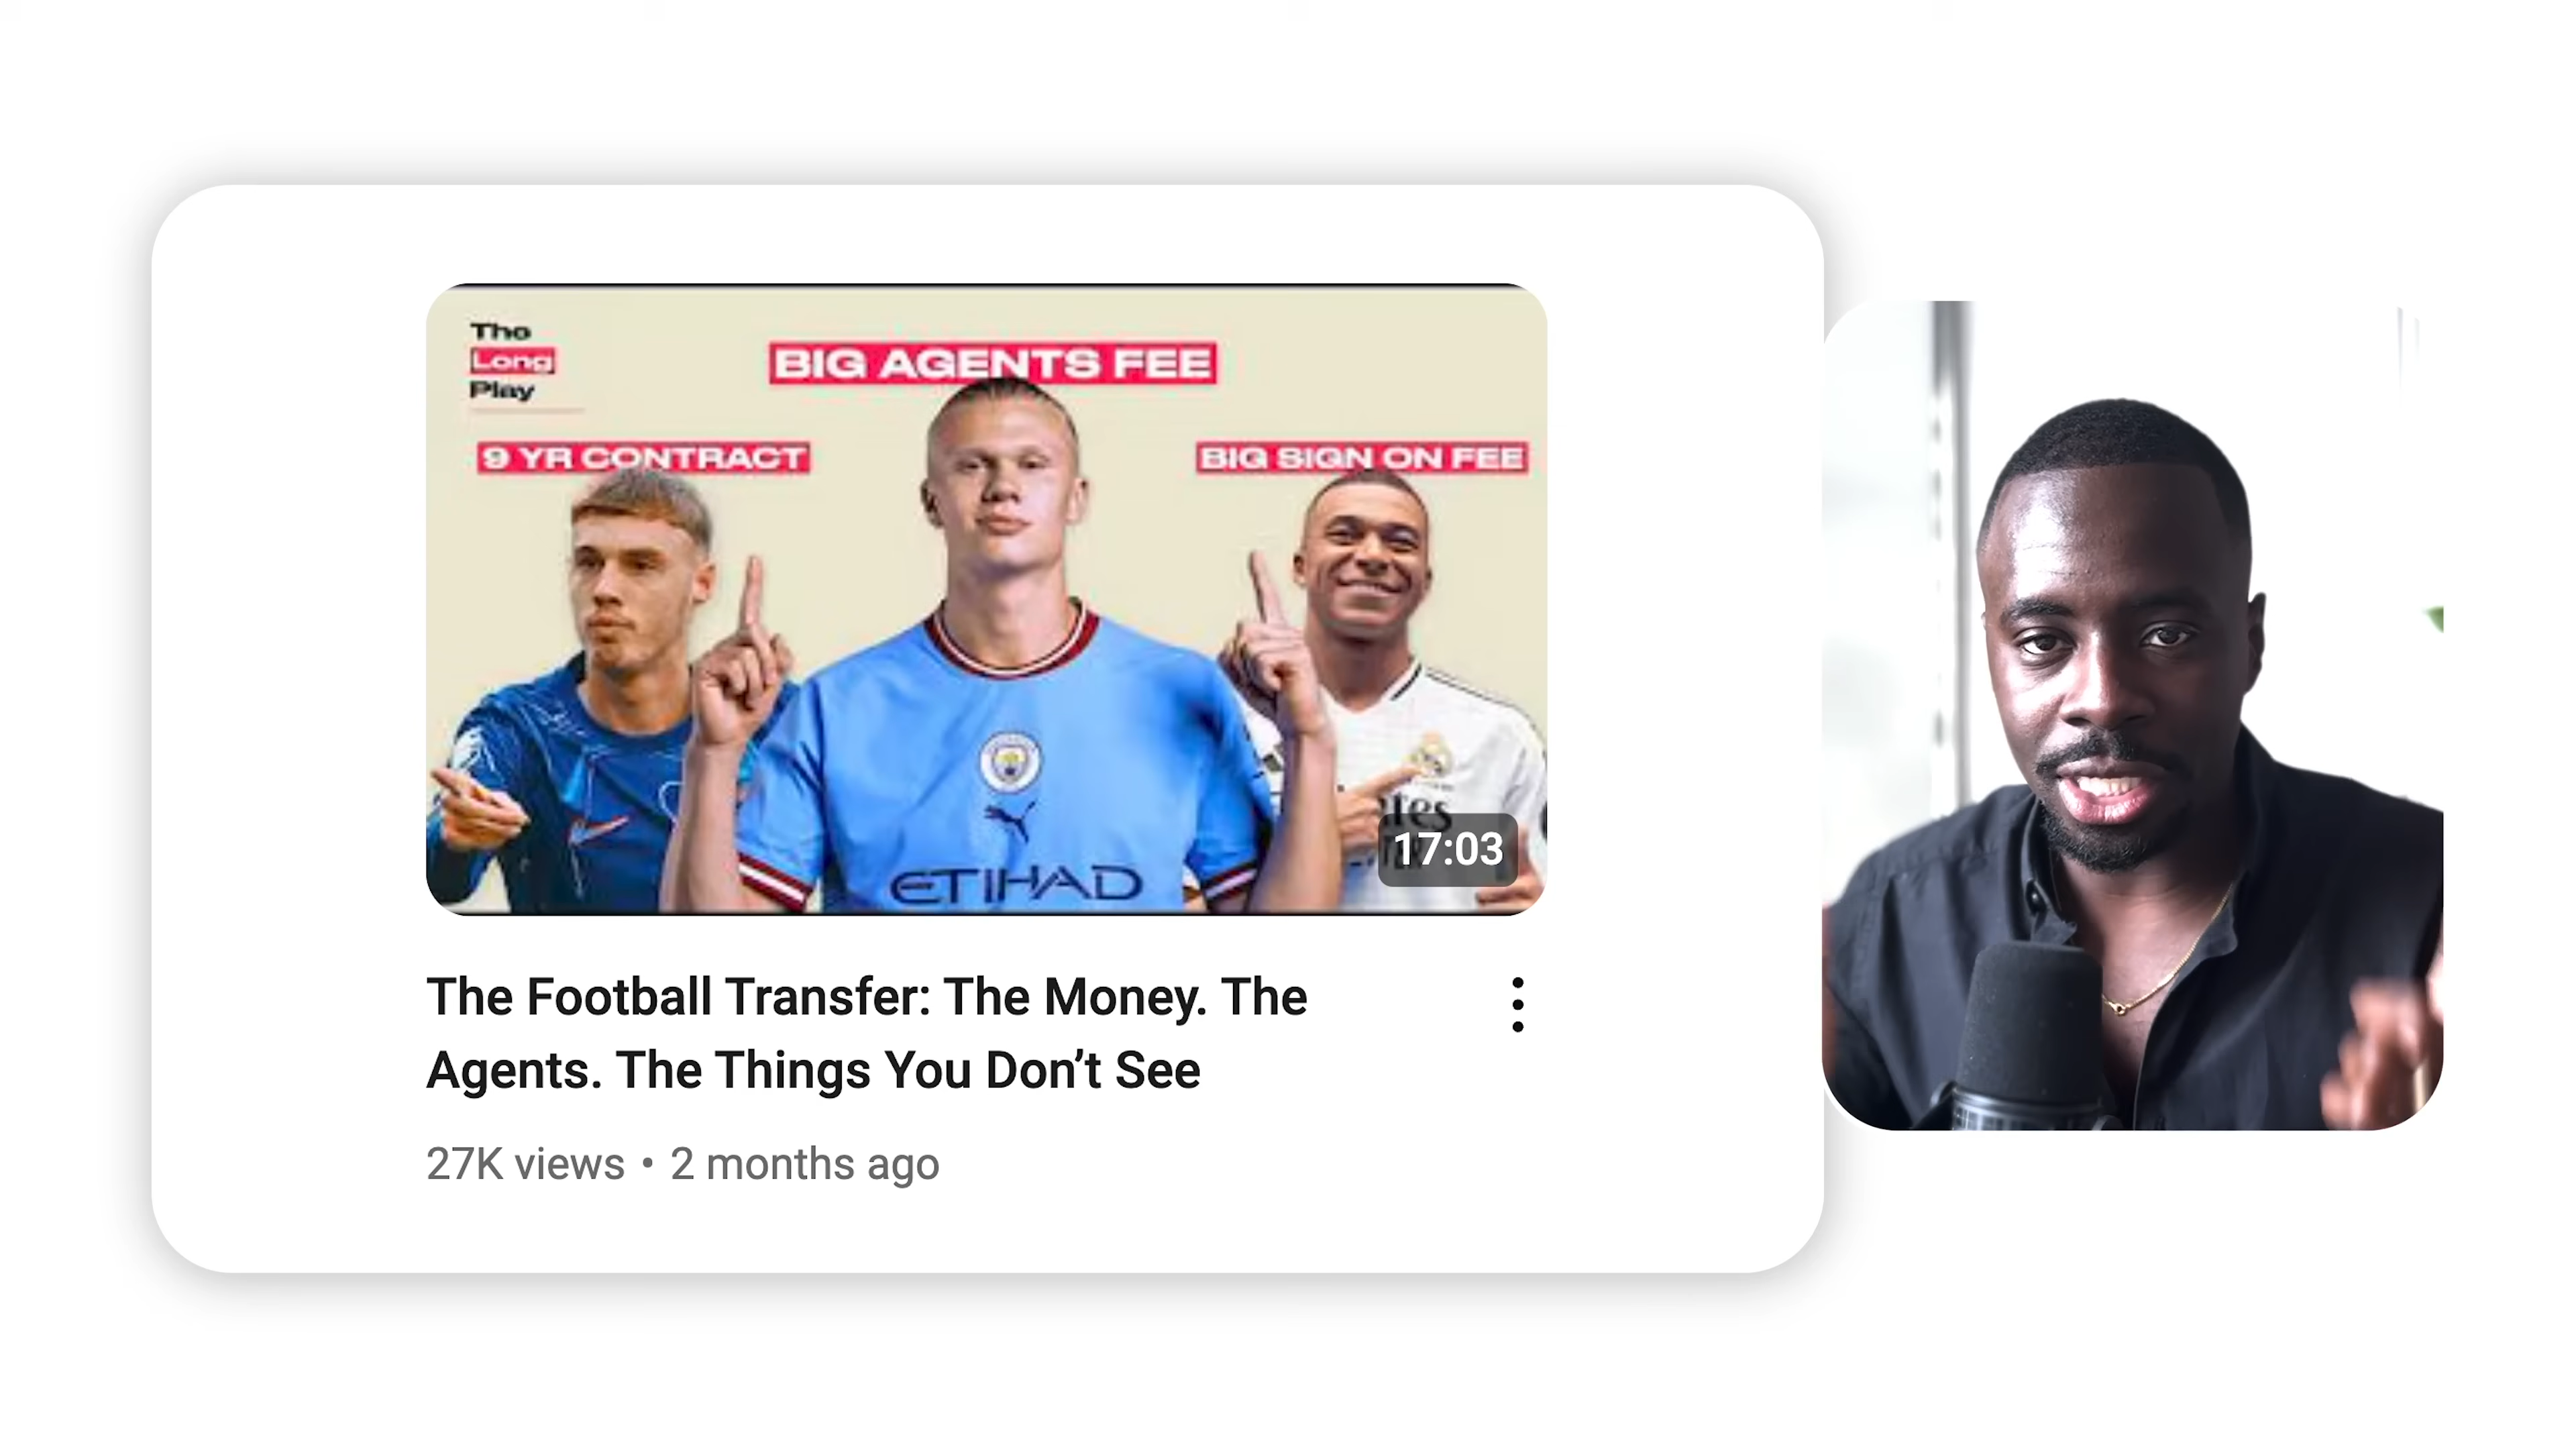 The
Long
Play
BIG AGENTS FEE
9 YR CONTRACT
BIG SIGN ON FEE
ETIHAD
17:03
The Football Transfer: The Money. The
Agents. The Things You Don’t See
27K views • 2 months ago